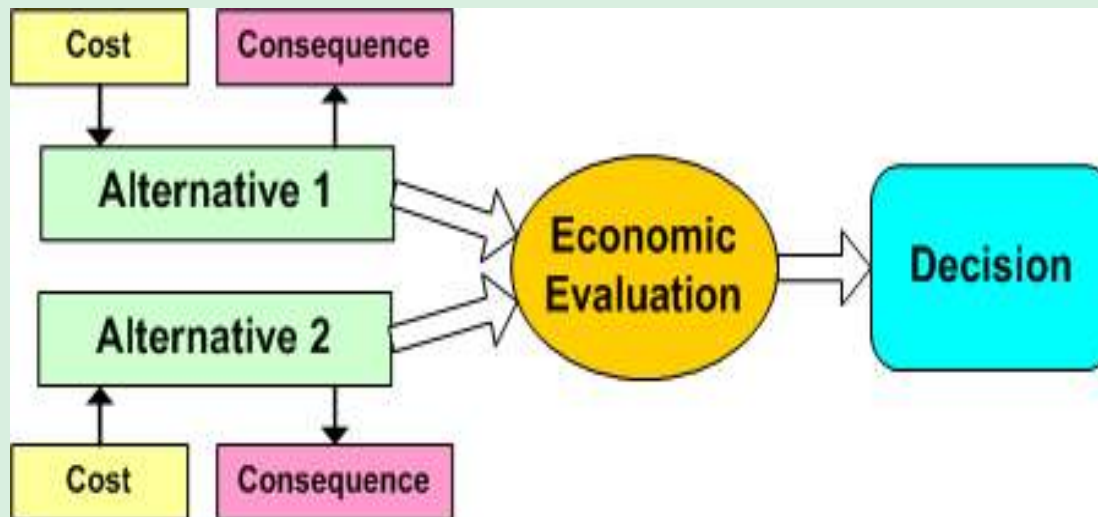 Cost
Consequence
Alternative 1
Economic
Evaluation
Decision
Alternative 2
Cost
Consequence